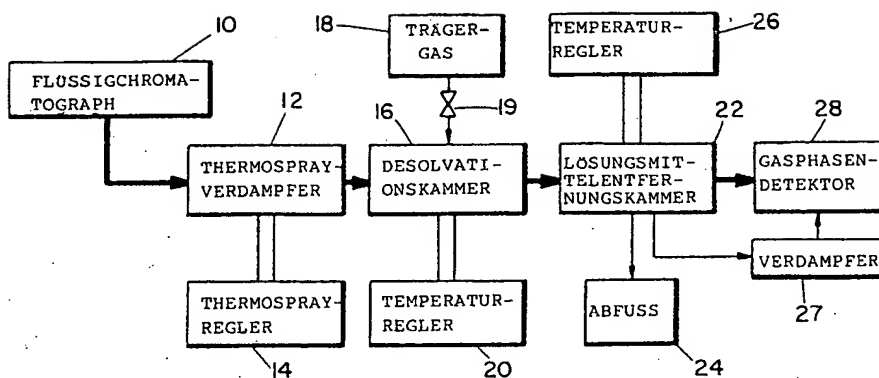 10
FLÜSSIGCHROMA-
TOGRAPH
18
TRÄGER-
GAS
19
TEMPERATUR-
REGLER
26
12
THERMOSPRAY-
VERDAMPFER
16
DESOLVATI-
ONSKAMMER
22
LÖSUNGSMIT-
TELENTFER-
NUNGSKAMMER
28
GASPHASEN-
DETEKTOR
VERDAMPFER
27
THERMOSPRAY-
REGLER
14
TEMPERATUR-
REGLER
20
ABFUSS
24